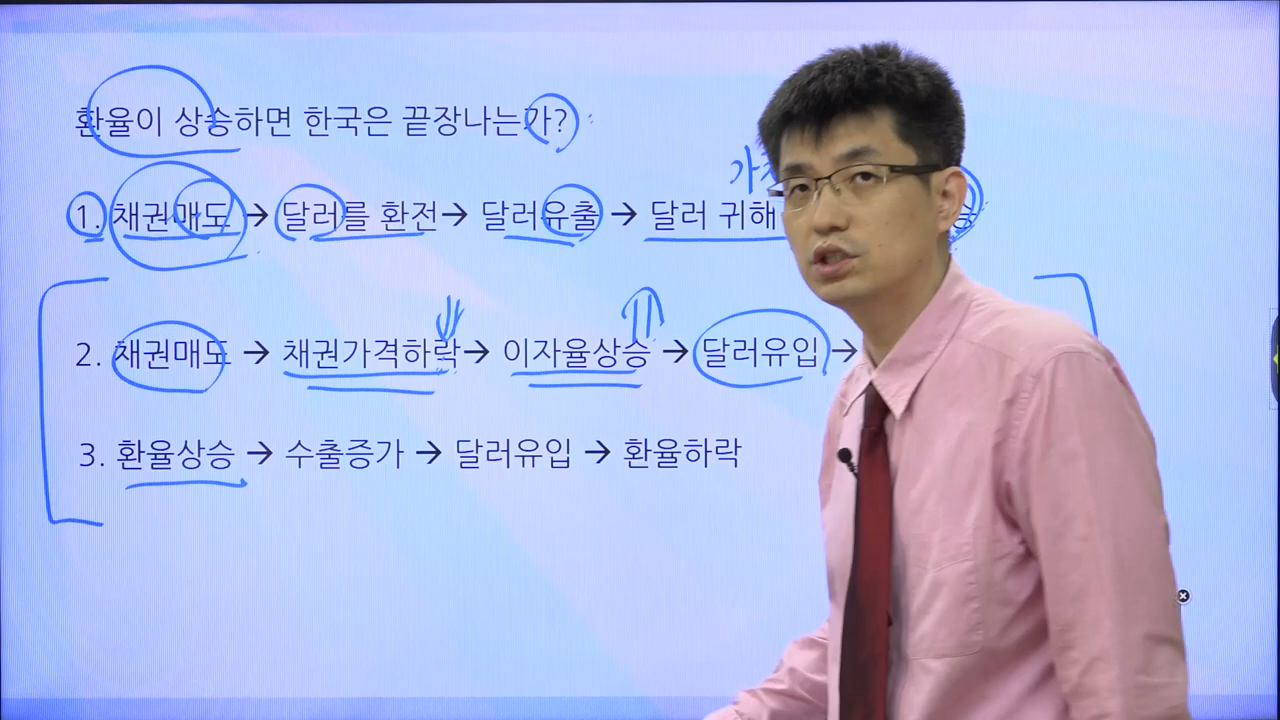 환율이 상승하면 한국은 끝장나는가?
가치
1. 채권매도 → 달러를 환전 → 달러유출 → 달러 귀해
2. 채권매도 → 채권가격하락 → 이자율상승 → 달러유입 →
3. 환율상승 → 수출증가 → 달러유입 → 환율하락